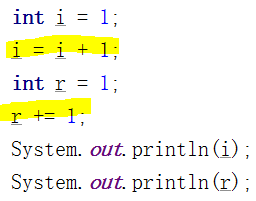 int i = 1;
i = i + 1;
int r = 1;
r += 1;
System. out. println(i);
System. out. println(r);